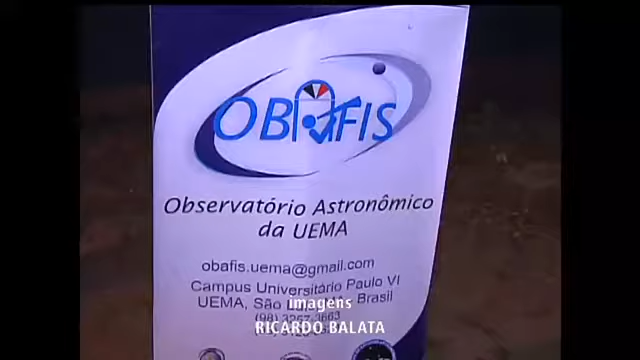 OBAFIS
Observatório Astronômico
da UEMA
obafis.uema@gmail.com
Campus Universitário Paulo VI
UEMA, São Brasil
imagens
RICARDO BALATA